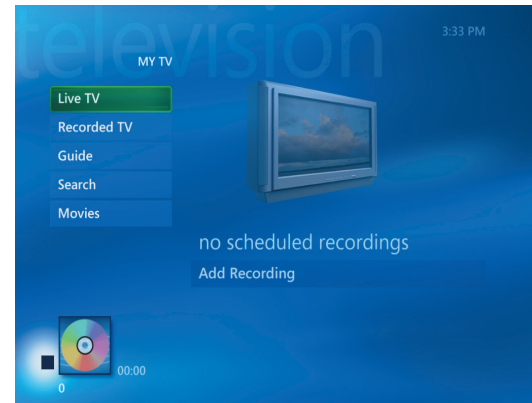 television
3:33 PM
MY TV
Live TV
Recorded TV
Guide
Search
Movies
no scheduled recordings
Add Recording
00:00
0